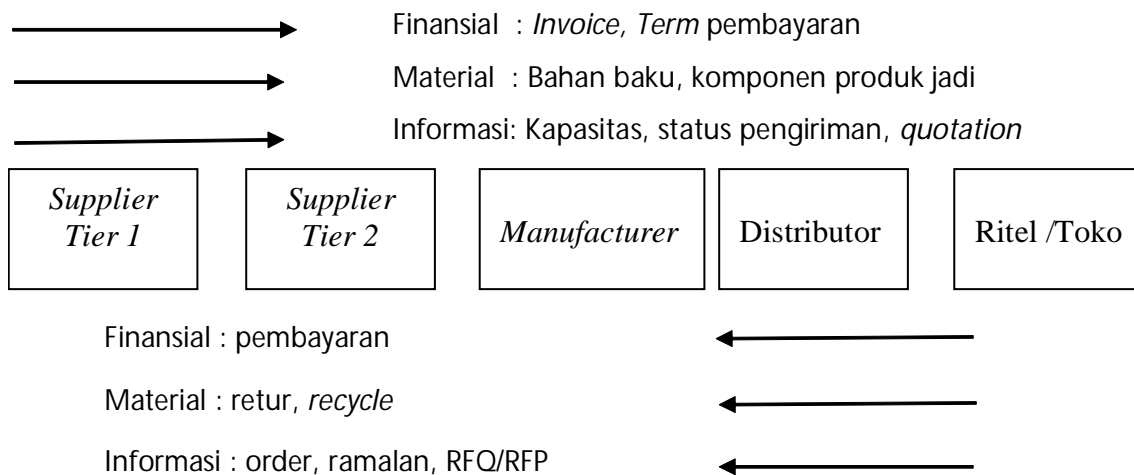 Finansial : Invoice, Term pembayaran
Material : Bahan baku, komponen produk jadi
Informasi: Kapasitas, status pengiriman, quotation
Supplier
Tier 1
Supplier
Tier 2
Manufacturer
Distributor
Ritel /Toko
Finansial : pembayaran
Material : retur, recycle
Informasi : order, ramalan, RFQ/RFP